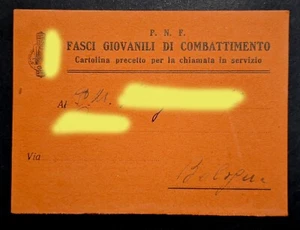 P. N. F.
FASCI GIOVANILI DI COMBATTIMENTO
Cartolina precetto per la chiamata in servizio
Al
Via